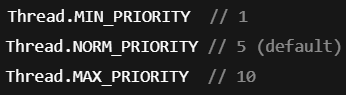 Thread.MIN_PRIORITY  // 1
Thread.NORM_PRIORITY // 5 (default)
Thread.MAX_PRIORITY  // 10